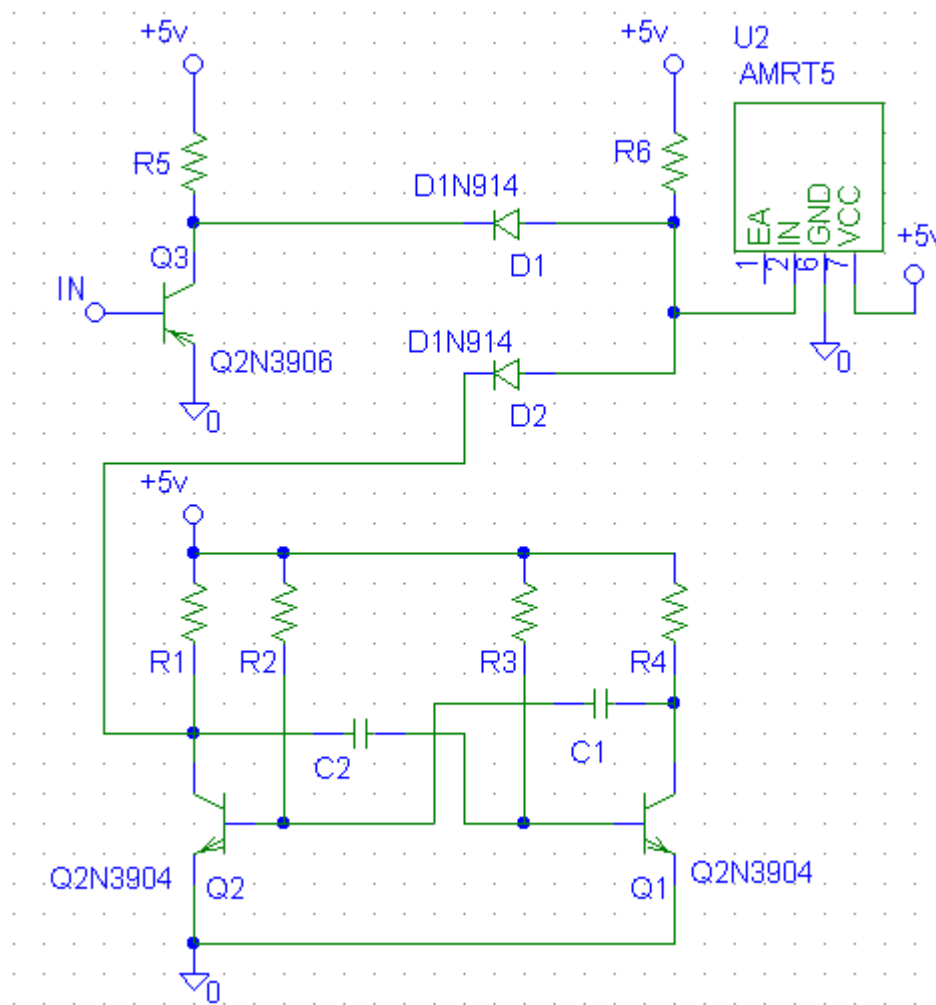 +5v
+5v
U2
AMRT5
R5
R6
D1N914
EA
IN
GND
VCC
+5v
D1
1
2
6
7
Q3
IN
D1N914
Q2N3906
0
D2
0
+5v
R1
R2
R3
R4
C2
C1
Q2N3904
Q2
Q1
Q2N3904
0